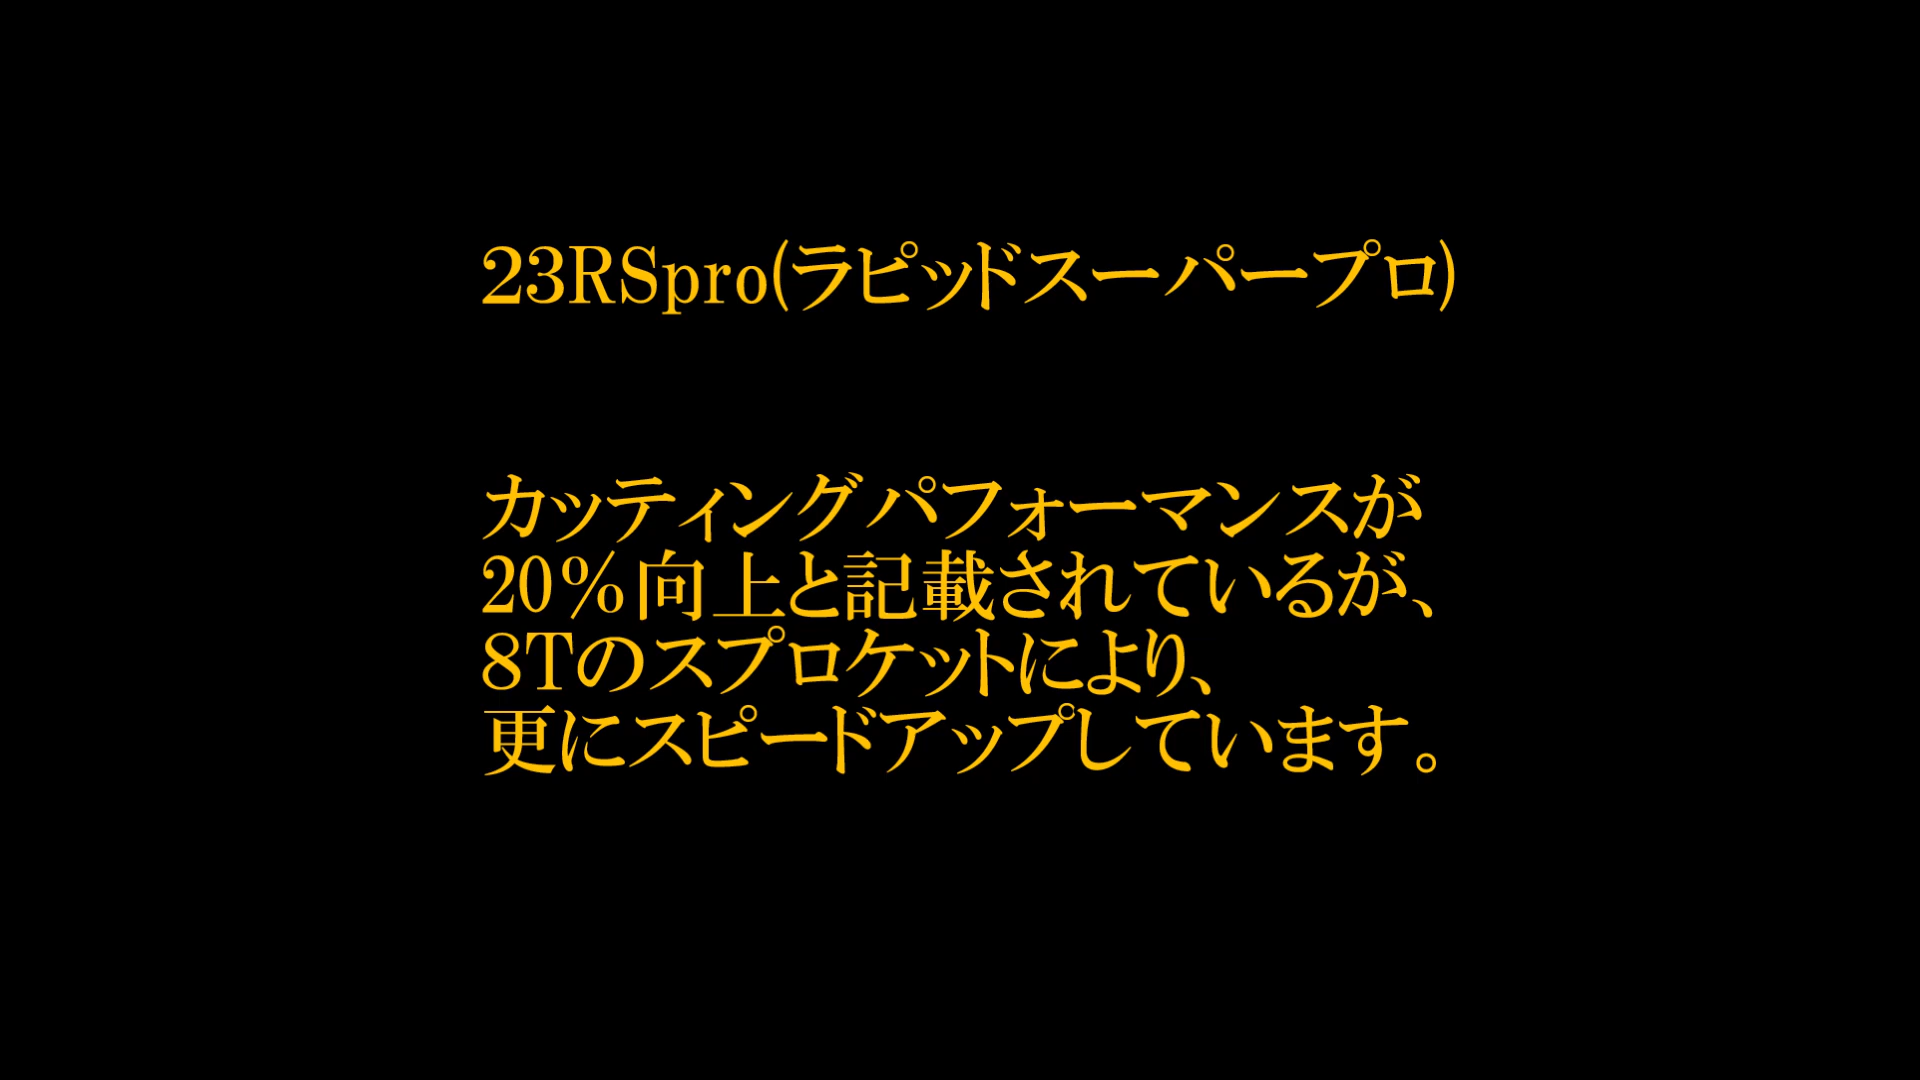 23RSpro(ラピッドスーパープロ)
カッティングパフォーマンスが
20％向上と記載されているが、
8Tのスプロケットにより、
更にスピードアップしています。